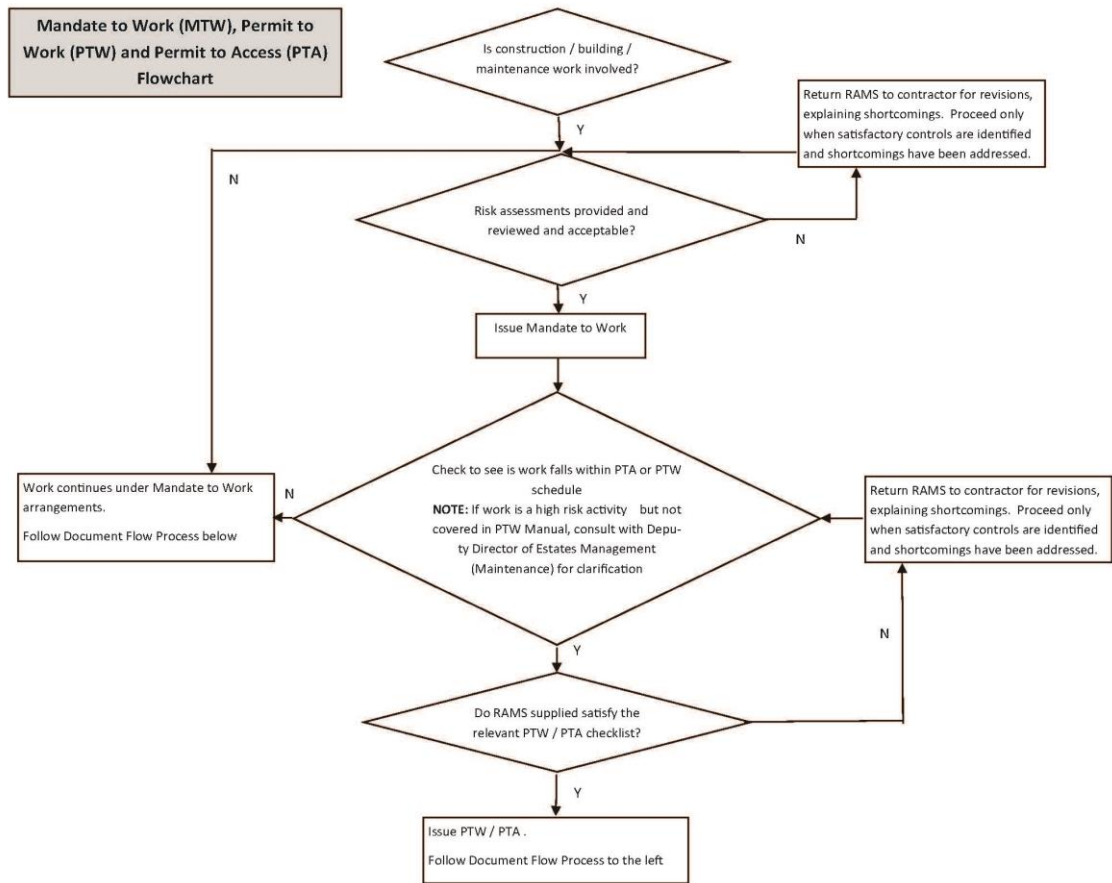 Mandate to Work (MTW), Permit to
Work (PTW) and Permit to Access (PTA)
Flowchart
Is construction / building /
maintenance work involved?
Y
Return RAMS to contractor for revisions,
explaining shortcomings. Proceed only
when satisfactory controls are identified
and shortcomings have been addressed.
N
Risk assessments provided and
reviewed and acceptable?
N
Y
Issue Mandate to Work
Check to see is work falls within PTA or PTW
schedule
NOTE: If work is a high risk activity but not
covered in PTW Manual, consult with Depu-
ty Director of Estates Management
(Maintenance) for clarification
N
Work continues under Mandate to Work
arrangements.
Follow Document Flow Process below
Return RAMS to contractor for revisions,
explaining shortcomings. Proceed only
when satisfactory controls are identified
and shortcomings have been addressed.
Y
N
Do RAMS supplied satisfy the
relevant PTW / PTA checklist?
Y
Issue PTW / PTA .
Follow Document Flow Process to the left